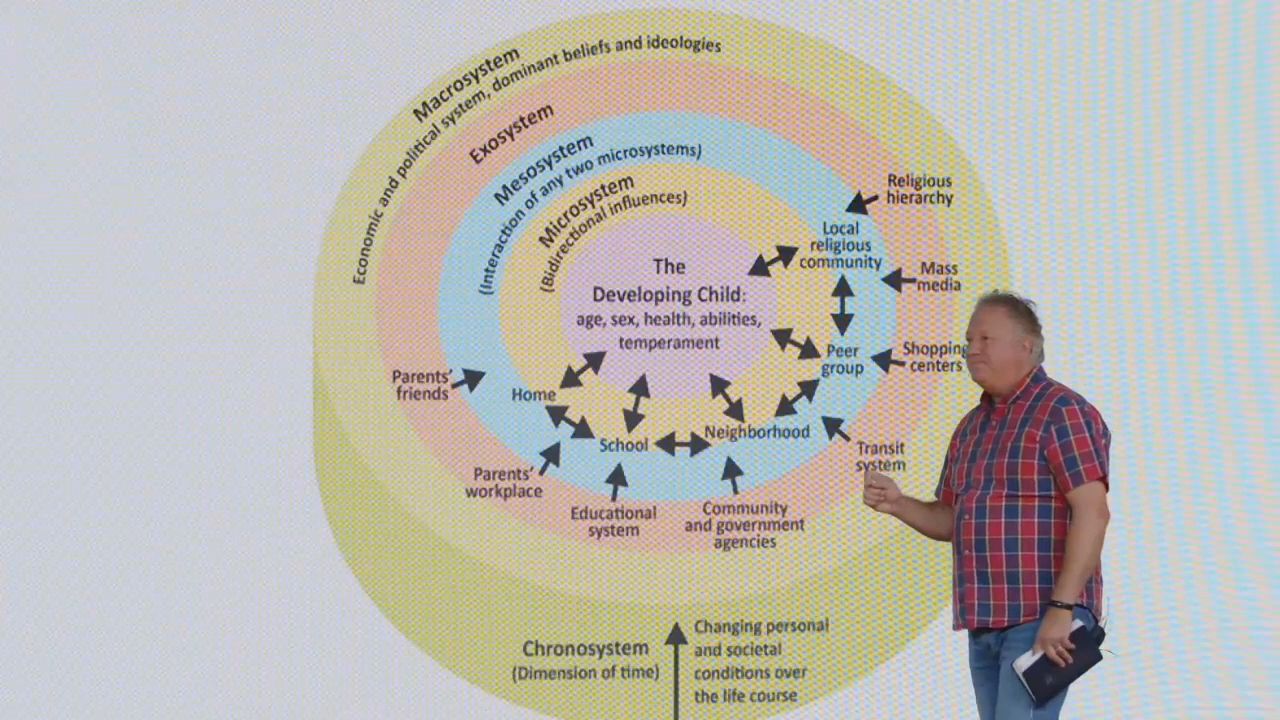 Macrosystem
Economic and political system, dominant beliefs and ideologies
Exosystem
Mesosystem
(Interaction of any two microsystems)
Microsystem
(Bidirectional influences)
The
Developing Child:
age, sex, health, abilities,
temperament
Religious
hierarchy
Local
religious
community
Mass
media
Peer
group
Shopping
centers
Parents'
friends
Home
School
Neighborhood
Transit
system
Parents'
workplace
Educational
system
Community
and government
agencies
Chronosystem
(Dimension of time)
Changing personal
and societal
conditions over
the life course